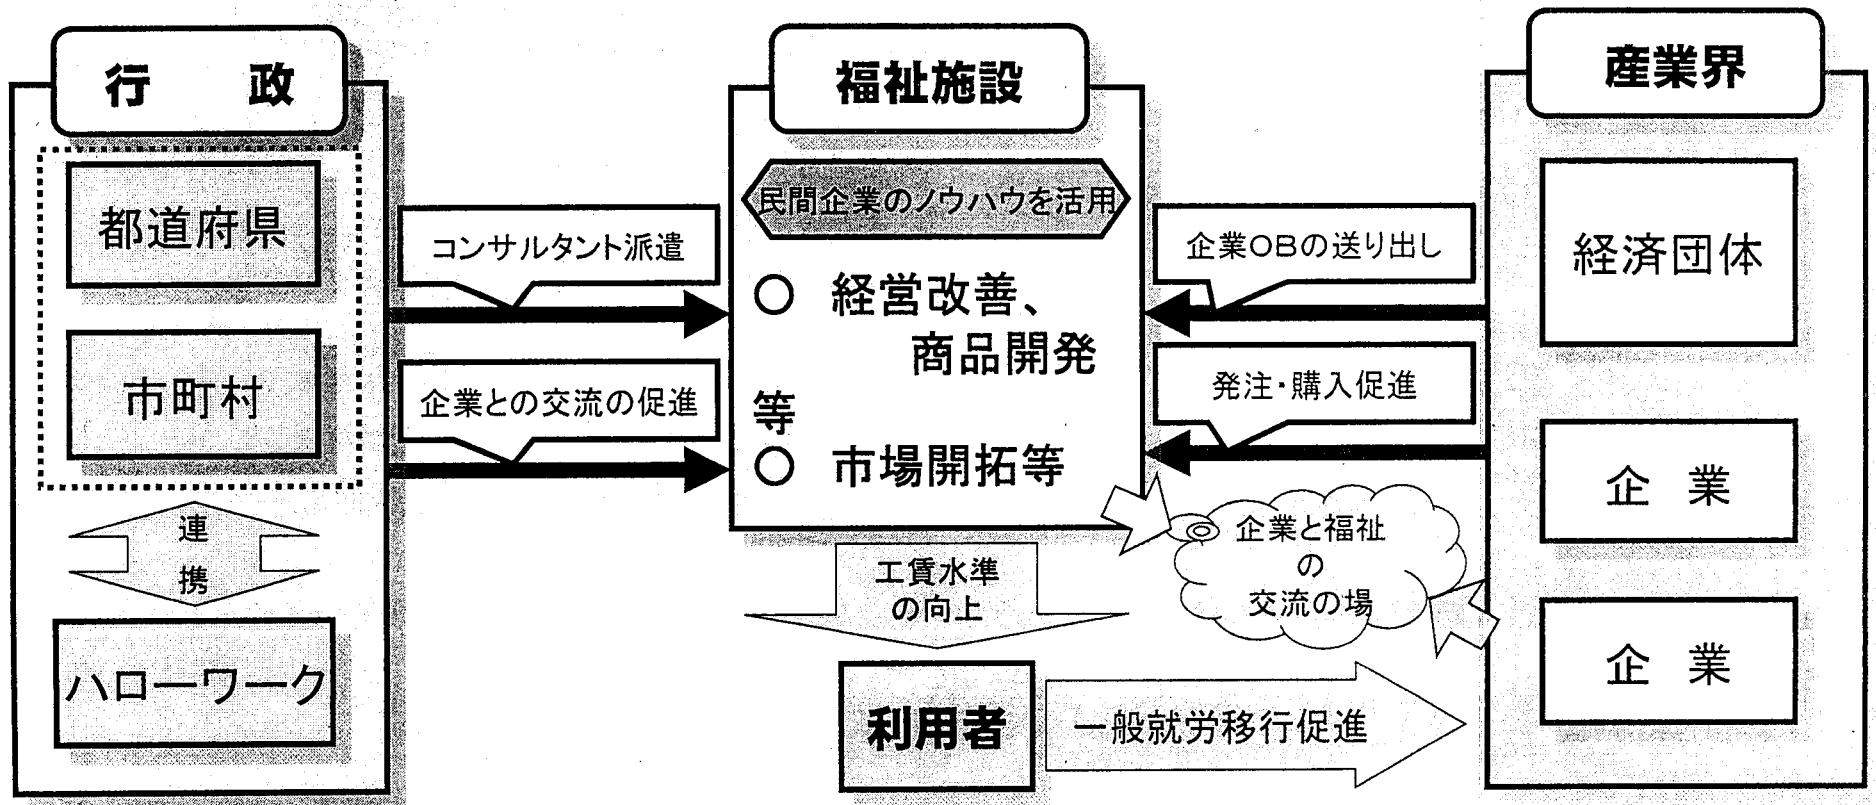 行　政
都道府県
市町村
連
携
ハローワーク
コンサルタント派遣
企業との交流の促進
福祉施設
民間企業のノウハウを活用
○　経営改善、
商品開発
等
○　市場開拓等
工賃水準
の向上
利用者
一般就労移行促進
企業OBの送り出し
発注・購入促進
企業と福祉
の
交流の場
産業界
経済団体
企　業
企　業